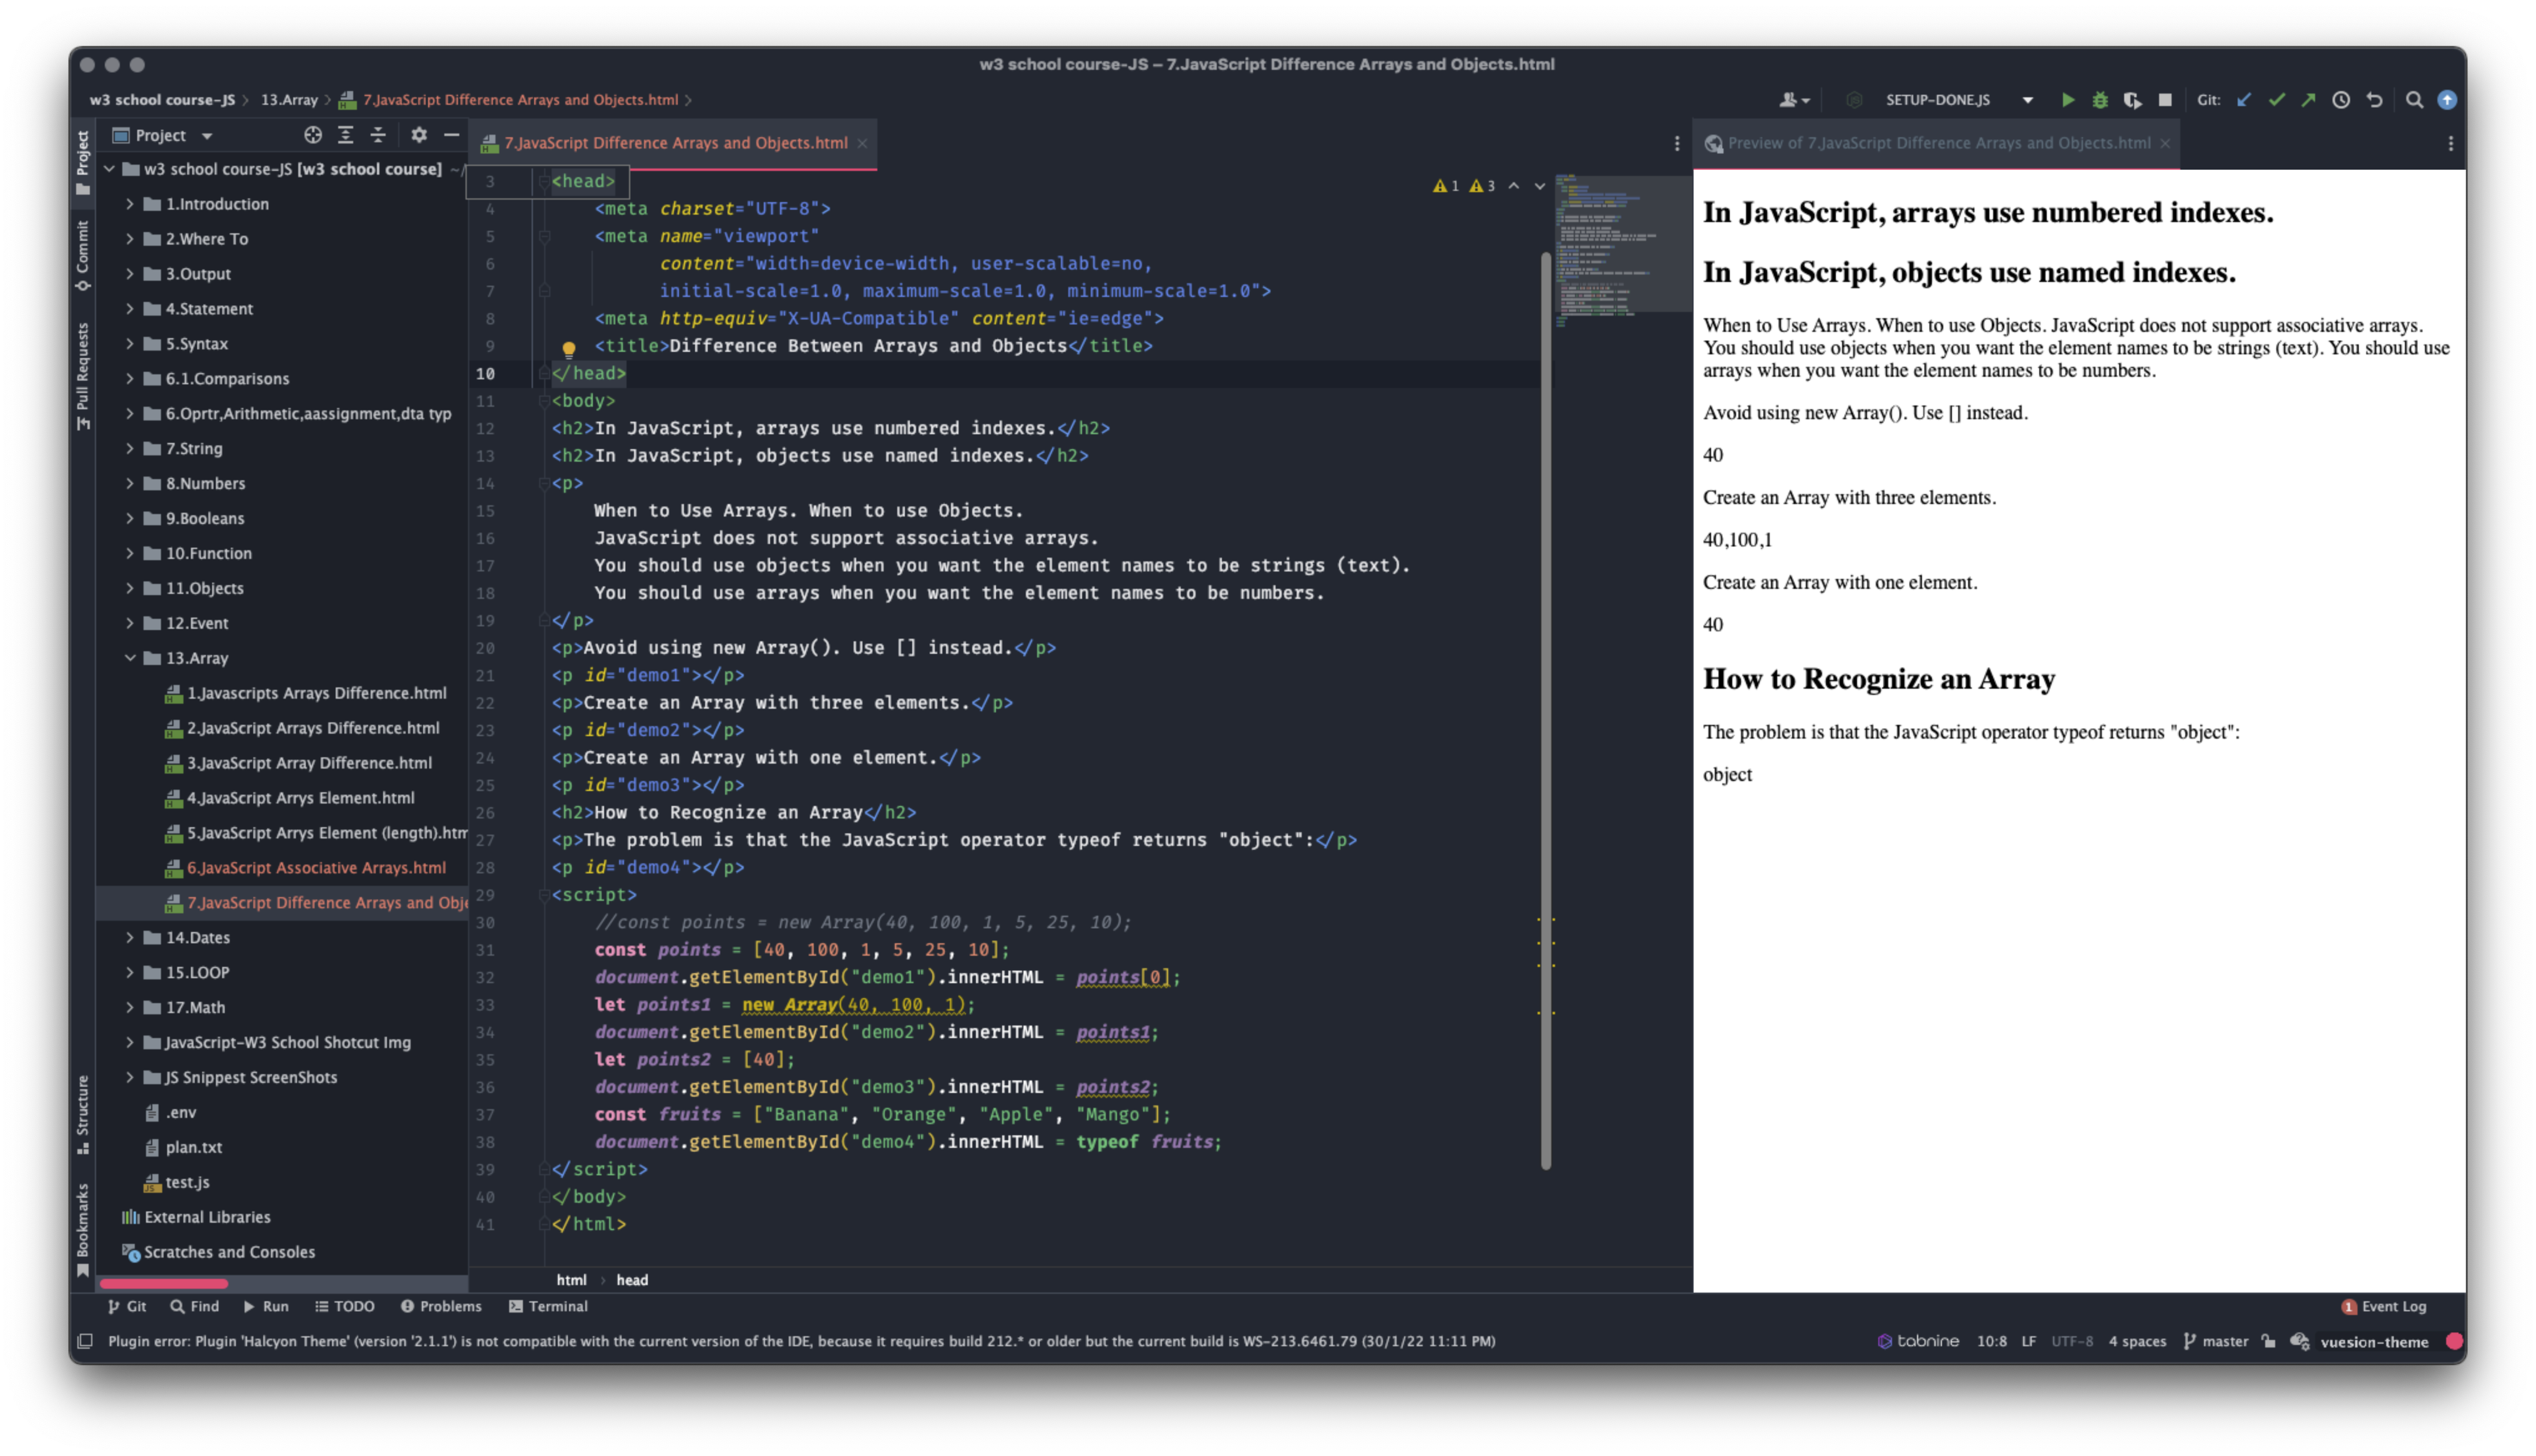 w3 school course-JS – 7.JavaScript Difference Arrays and Objects.html
w3 school course-JS 13.Array 7.JavaScript Difference Arrays and Objects.html
SETUP-DONE.JS
Git:
Project
Commit
Pull Requests
Structure
Bookmarks
Project
w3 school course-JS [w3 school course] ~/
1.Introduction
2.Where To
3.Output
4.Statement
5.Syntax
6.1.Comparisons
6.Oprtr,Arithmetic,aassignment,dta typ
7.String
8.Numbers
9.Booleans
10.Function
11.Objects
12.Event
13.Array
1.Javascripts Arrays Difference.html
2.JavaScript Arrays Difference.html
3.JavaScript Array Difference.html
4.JavaScript Arrys Element.html
5.JavaScript Arrys Element (length).htm
6.JavaScript Associative Arrays.html
7.JavaScript Difference Arrays and Obje
14.Dates
15.LOOP
17.Math
JavaScript-W3 School Shotcut Img
JS Snippest ScreenShots
.env
plan.txt
test.js
External Libraries
Scratches and Consoles
7.JavaScript Difference Arrays and Objects.html
1 3
3 <head>
4 <meta charset="UTF-8">
5 <meta name="viewport"
6 content="width=device-width, user-scalable=no,
7 initial-scale=1.0, maximum-scale=1.0, minimum-scale=1.0">
8 <meta http-equiv="X-UA-Compatible" content="ie=edge">
9 <title>Difference Between Arrays and Objects</title>
10 </head>
11 <body>
12 <h2>In JavaScript, arrays use numbered indexes.</h2>
13 <h2>In JavaScript, objects use named indexes.</h2>
14 <p>
15 When to Use Arrays. When to use Objects.
16 JavaScript does not support associative arrays.
17 You should use objects when you want the element names to be strings (text).
18 You should use arrays when you want the element names to be numbers.
19 </p>
20 <p>Avoid using new Array(). Use [] instead.</p>
21 <p id="demo1"></p>
22 <p>Create an Array with three elements.</p>
23 <p id="demo2"></p>
24 <p>Create an Array with one element.</p>
25 <p id="demo3"></p>
26 <h2>How to Recognize an Array</h2>
27 <p>The problem is that the JavaScript operator typeof returns "object":</p>
28 <p id="demo4"></p>
29 <script>
30 //const points = new Array(40, 100, 1, 5, 25, 10);
31 const points = [40, 100, 1, 5, 25, 10];
32 document.getElementById("demo1").innerHTML = points[0];
33 let points1 = new Array(40, 100, 1);
34 document.getElementById("demo2").innerHTML = points1;
35 let points2 = [40];
36 document.getElementById("demo3").innerHTML = points2;
37 const fruits = ["Banana", "Orange", "Apple", "Mango"];
38 document.getElementById("demo4").innerHTML = typeof fruits;
39 </script>
40 </body>
41 </html>
html head
Preview of 7.JavaScript Difference Arrays and Objects.html
In JavaScript, arrays use numbered indexes.
In JavaScript, objects use named indexes.
When to Use Arrays. When to use Objects. JavaScript does not support associative arrays.
You should use objects when you want the element names to be strings (text). You should use
arrays when you want the element names to be numbers.
Avoid using new Array(). Use [] instead.
40
Create an Array with three elements.
40,100,1
Create an Array with one element.
40
How to Recognize an Array
The problem is that the JavaScript operator typeof returns "object":
object
Git Find Run TODO Problems Terminal
1 Event Log
Plugin error: Plugin 'Halcyon Theme' (version '2.1.1') is not compatible with the current version of the IDE, because it requires build 212.* or older but the current build is WS-213.6461.79 (30/1/22 11:11 PM)
tabnine 10:8 LF UTF-8 4 spaces master vuesion-theme